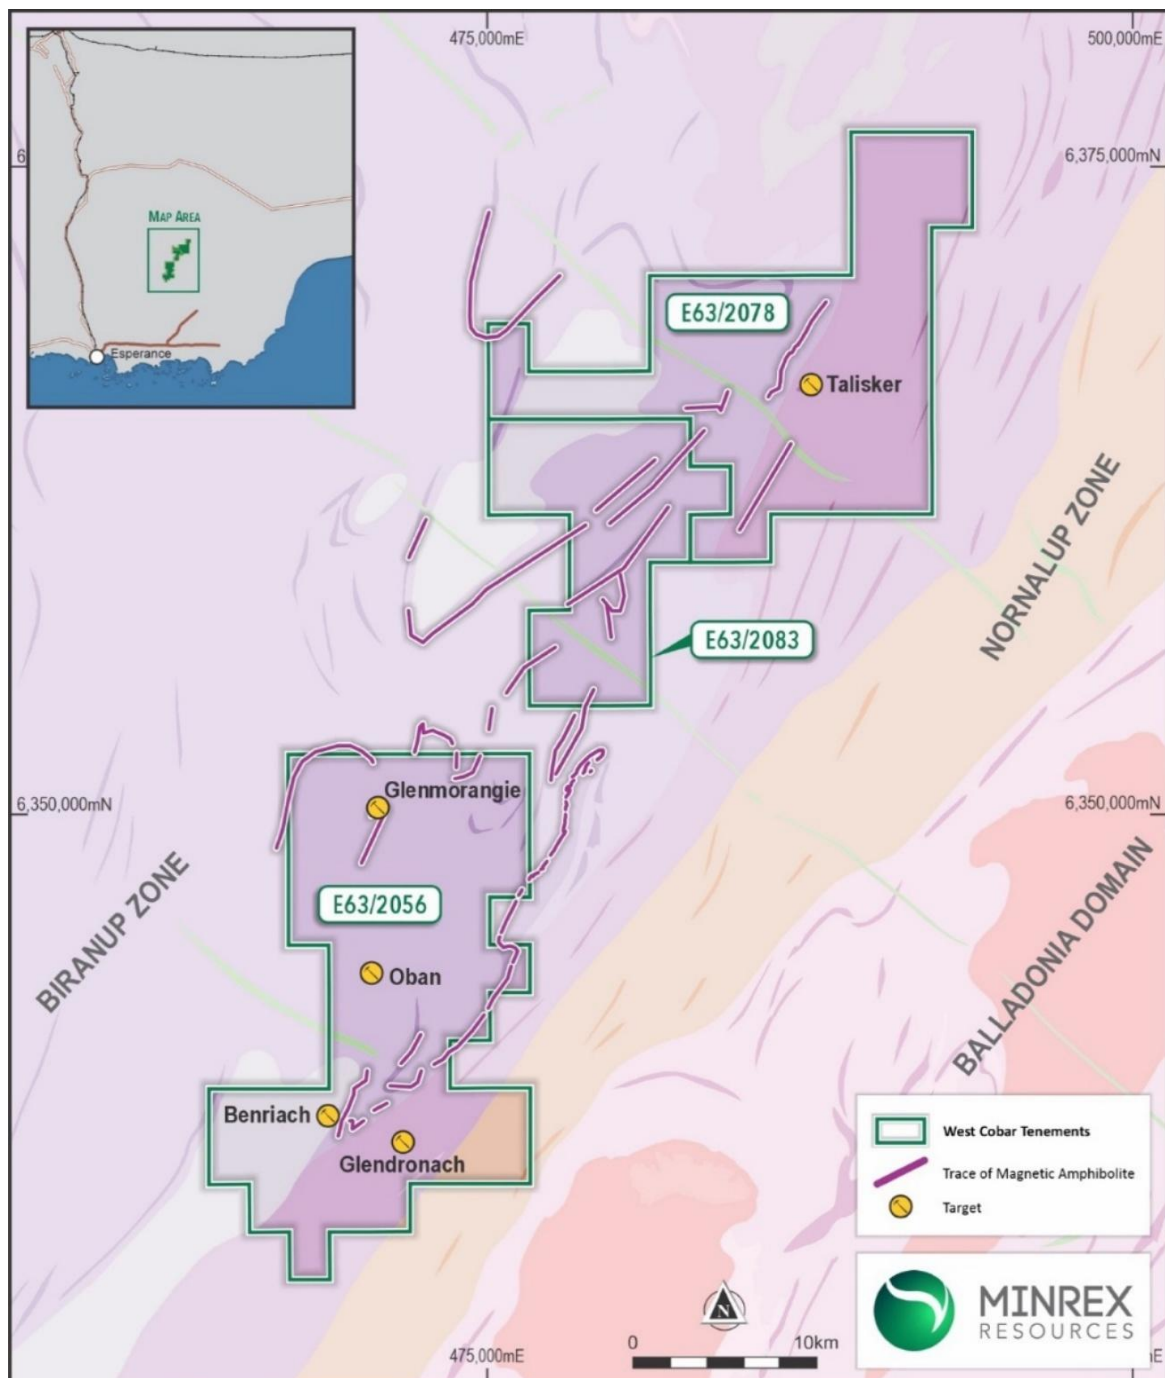 475,000mE
500,000mE
6
6,375,000mN
MAP AREA
Esperance
E63/2078
Talisker
NORNALUP ZONE
E63/2083
6,350,000mN
Glenmorangie
6,350,000mN
E63/2056
BIRANUP ZONE
Oban
BALLADONIA DOMAIN
Benriach
Glendronach
West Cobar Tenements
Trace of Magnetic Amphibolite
Target
N
0 10km
MINREX
RESOURCES
475,000mE
E